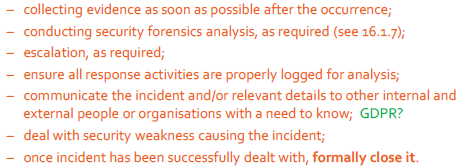 – collecting evidence as soon as possible after the occurrence;
– conducting security forensics analysis, as required (see 16.1.7);
– escalation, as required;
– ensure all response activities are properly logged for analysis;
– communicate the incident and/or relevant details to other internal and
external people or organisations with a need to know; GDPR?
– deal with security weakness causing the incident;
– once incident has been successfully dealt with, formally close it.